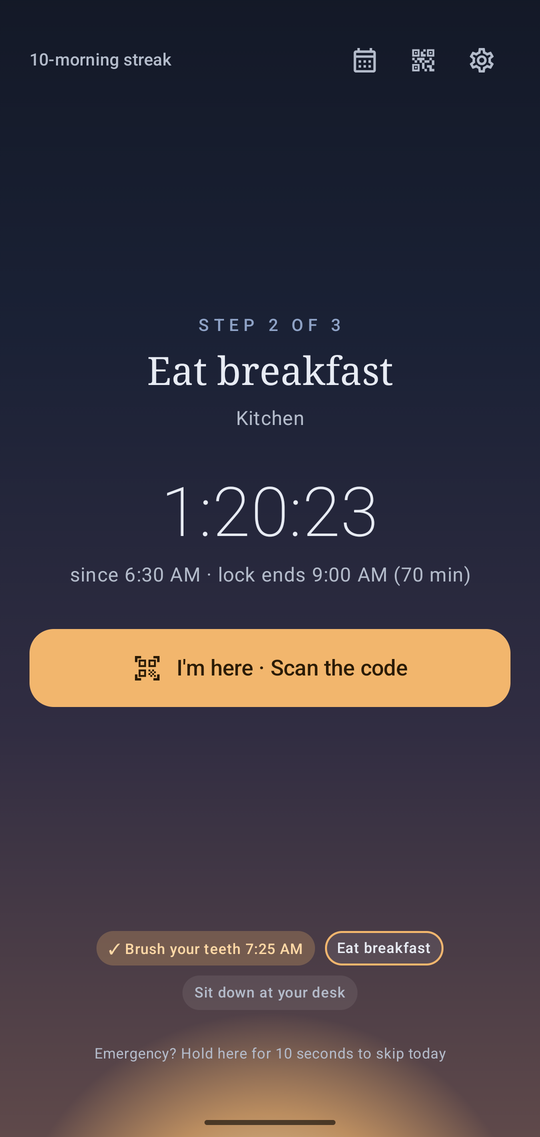 10-morning streak
STEP 2 OF 3
Eat breakfast
Kitchen
1:20:23
since 6:30 AM · lock ends 9:00 AM (70 min)
I'm here · Scan the code
✓ Brush your teeth 7:25 AM
Eat breakfast
Sit down at your desk
Emergency? Hold here for 10 seconds to skip today